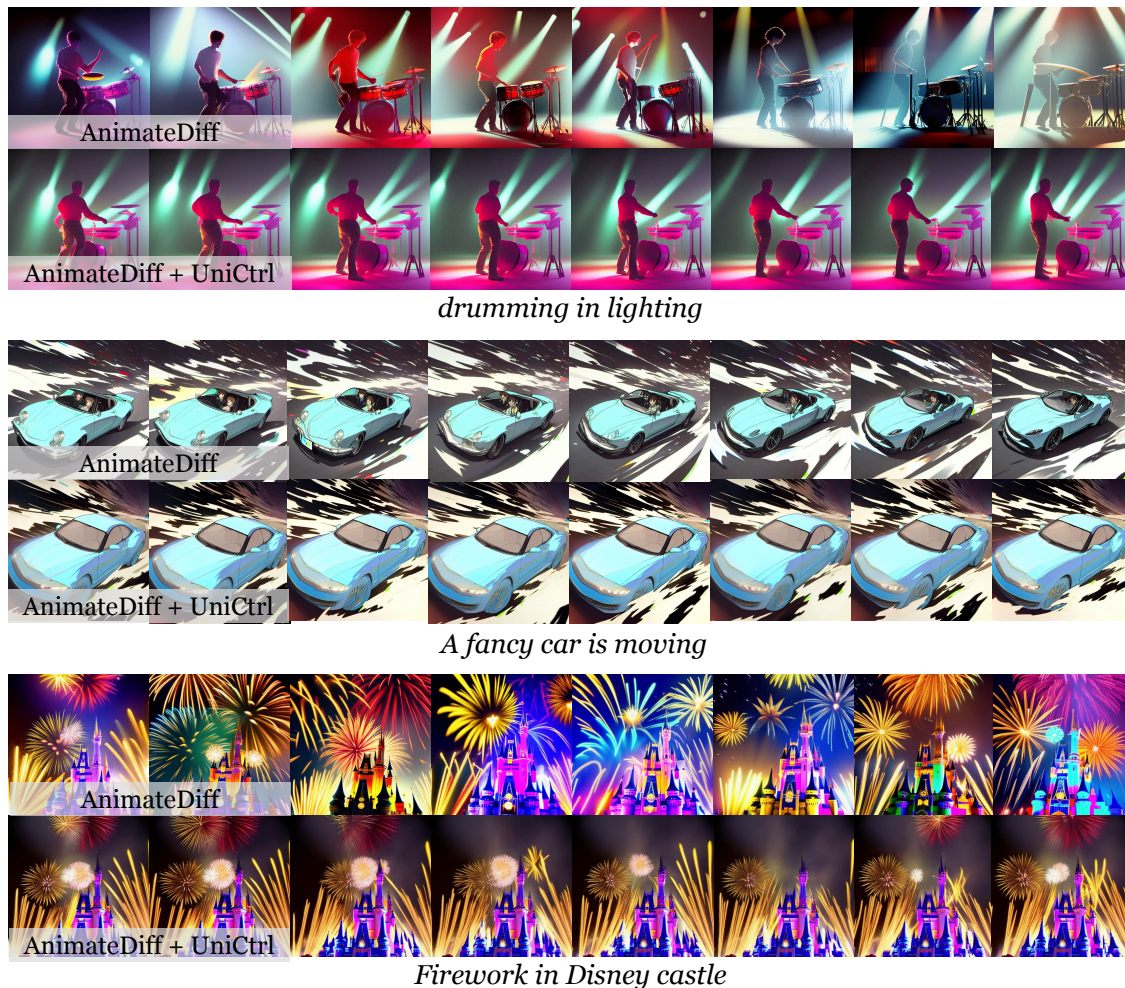 AnimateDiff
AnimateDiff + UniCtrl
drumming in lighting
AnimateDiff
AnimateDiff + UniCtrl
A fancy car is moving
AnimateDiff
AnimateDiff + UniCtrl
Firework in Disney castle